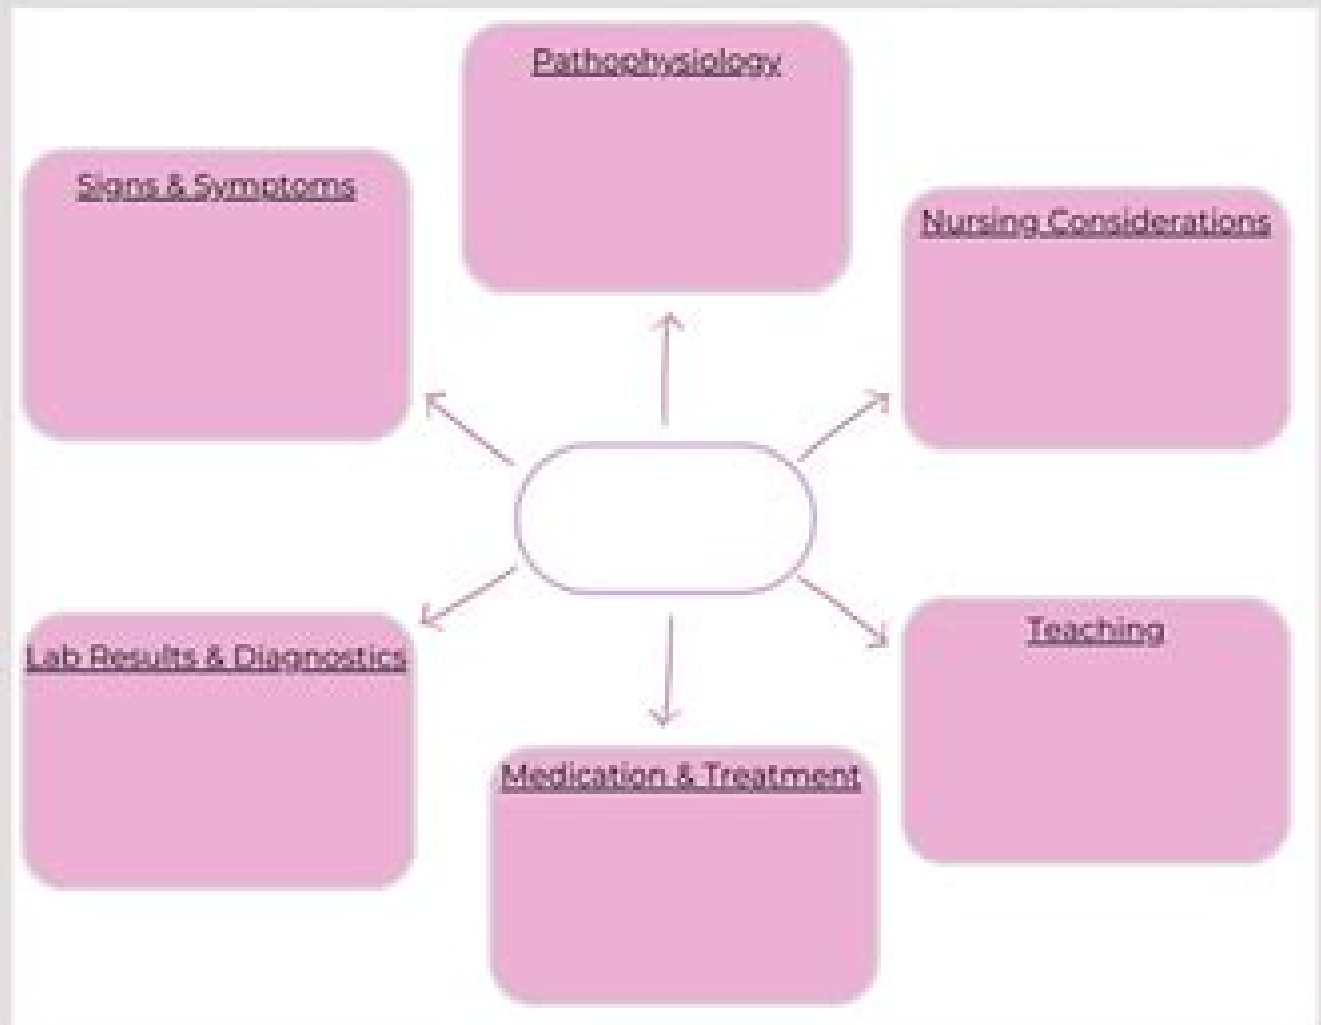 Pathophysiology
Signs & Symptoms
Nursing Considerations
Lab Results & Diagnostics
Teaching
Medication & Treatment